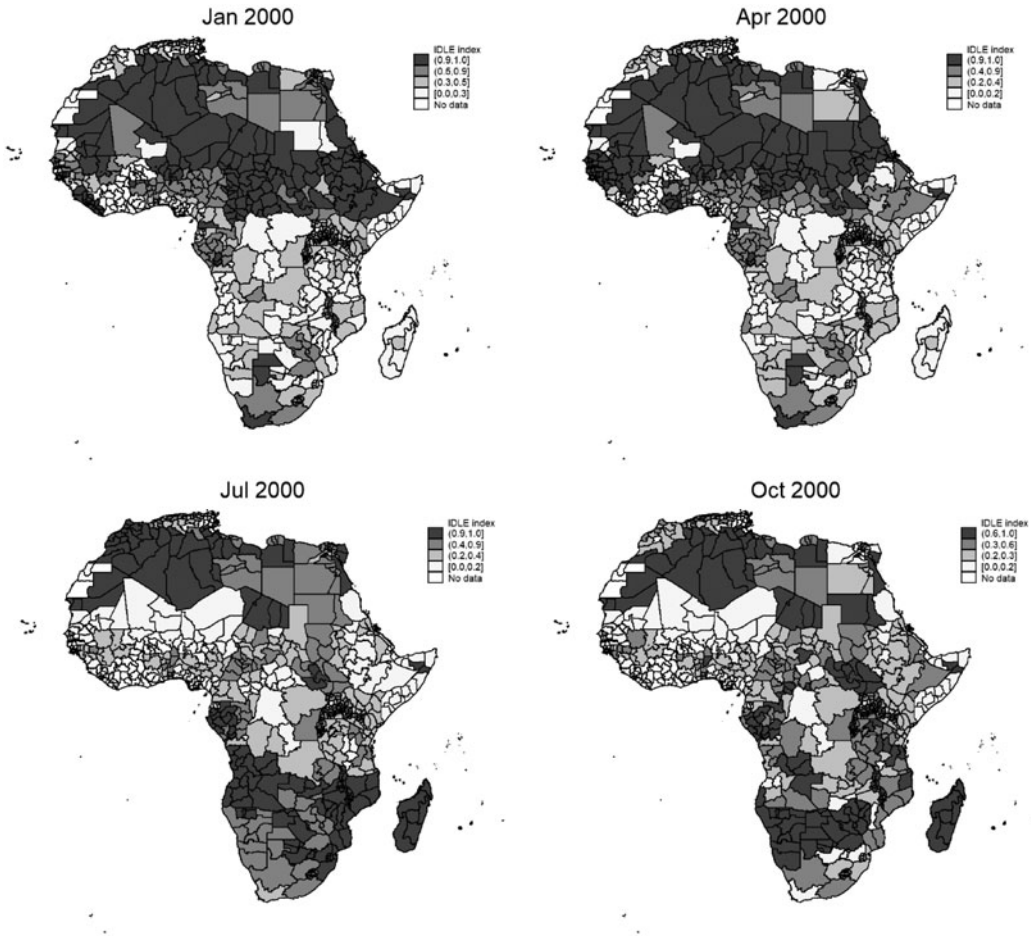 Jan 2000
IDLE index
(0.9,1.0]
(0.5,0.9]
(0.3,0.5]
[0.0,0.3]
No data
Apr 2000
IDLE index
(0.9,1.0]
(0.4,0.9]
(0.2,0.4]
[0.0,0.2]
No data
Jul 2000
IDLE index
(0.9,1.0]
(0.4,0.9]
(0.2,0.4]
[0.0,0.2]
No data
Oct 2000
IDLE index
(0.6,1.0]
(0.3,0.6]
(0.2,0.3]
[0.0,0.2]
No data